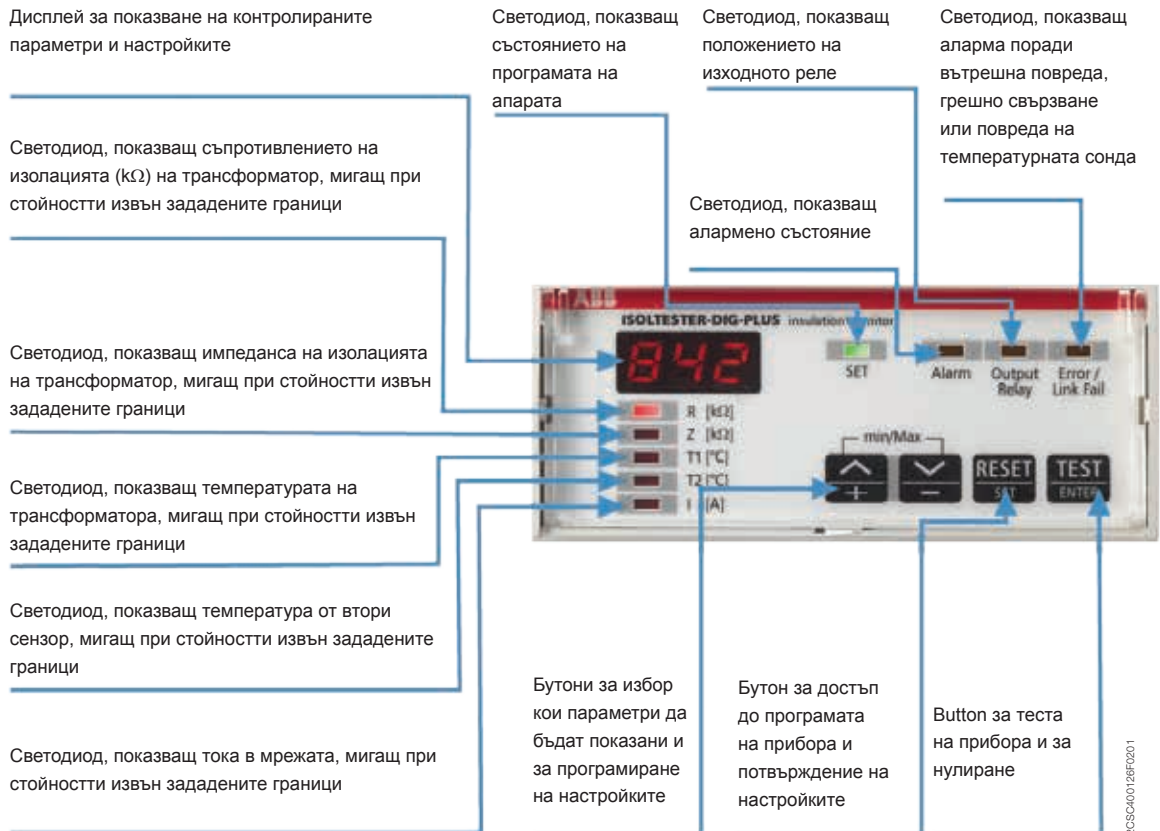 Дисплей за показване на контролираните
параметри и настройките
Светодиод, показващ
състоянието на
програмата на
апарата
Светодиод, показващ
положението на
изходното реле
Светодиод, показващ
аларма поради
вътрешна повреда,
грешно свързване
или повреда на
температурната сонда
Светодиод, показващ съпротивлението на
изолацията (kΩ) на трансформатор, мигащ при
стойностти извън зададените граници
Светодиод, показващ
алармено състояние
Светодиод, показващ импеданса на изолацията
на трансформатор, мигащ при стойностти извън
зададените граници
Светодиод, показващ температурата на
трансформатора, мигащ при стойностти извън
зададените граници
Светодиод, показващ температура от втори
сензор, мигащ при стойностти извън зададените
граници
Светодиод, показващ тока в мрежата, мигащ при
стойностти извън зададените граници
ABB
ISOLTESTER-DIG-PLUS insulation monitor
842
SET
Alarm
Output
Relay
Error /
Link Fail
R [kΩ]
Z [kΩ]
T1 [°C]
T2 [°C]
I [A]
min/Max
+
−
RESET
SET
TEST
ENTER
Бутони за избор
кои параметри да
бъдат показани и
за програмиране
на настройките
Бутон за достъп
до програмата
на прибора и
потвърждение на
настройките
Button за теста
на прибора и за
нулиране
2CSC400126F0201